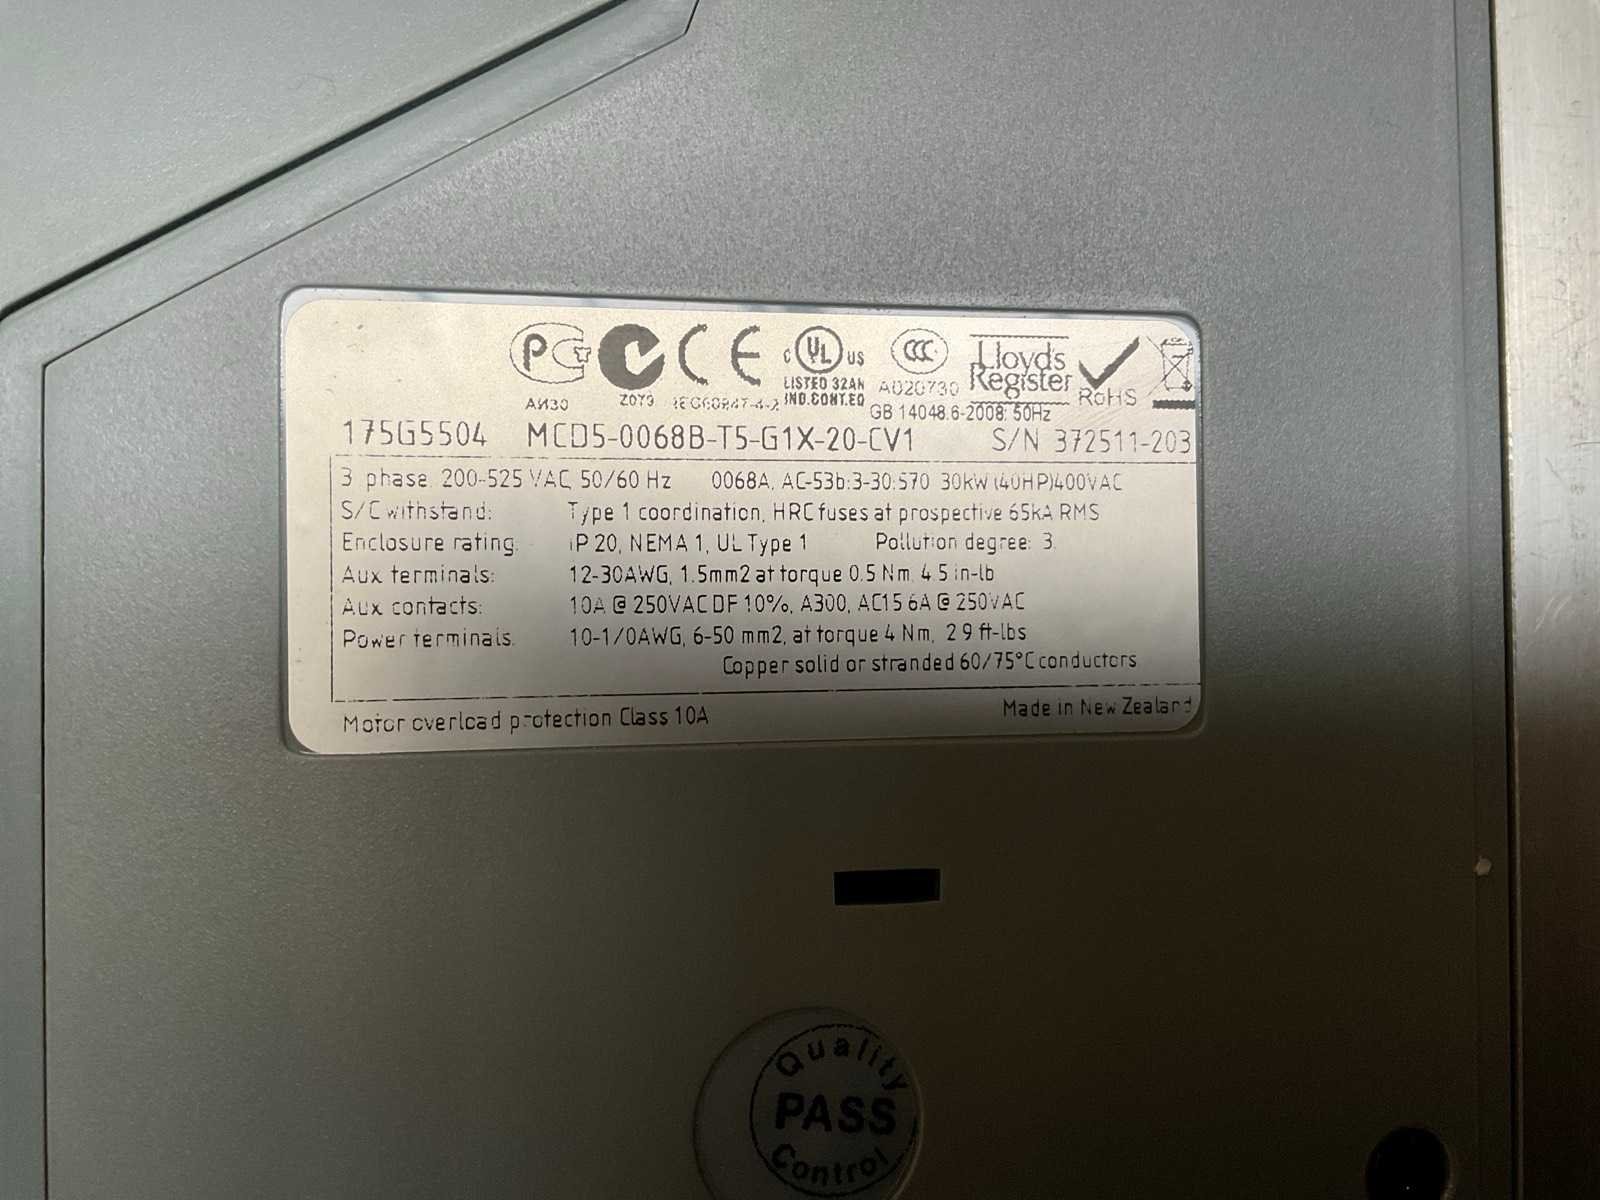 PG
CE
c UL us
CCC
Lloyd's
Register
RoHS
LISTED 32AN
IND.CONT.EQ
АИ30
Z079
IEC60947-4-2
A020730
GB 14048.6-2008; 50Hz
175G5504 MCD5-0068B-T5-G1X-20-CV1 S/N 372511-203
3 phase, 200-525 VAC, 50/60 Hz 0068A, AC-53b:3-30:570 30kW (40HP)400VAC
S/C withstand: Type 1 coordination, HRC fuses at prospective 65kA RMS
Enclosure rating: iP 20, NEMA 1, UL Type 1 Pollution degree: 3.
Aux terminals: 12-30AWG, 1.5mm2 at torque 0.5 Nm, 4.5 in-lb
Aux contacts: 10A @ 250VAC DF 10%, A300, AC15 6A @ 250VAC
Power terminals: 10-1/0AWG, 6-50 mm2, at torque 4 Nm, 2.9 ft-lbs
Copper solid or stranded 60/75°C conductors
Motor overload protection Class 10A Made in New Zealand
Quality
PASS
Control